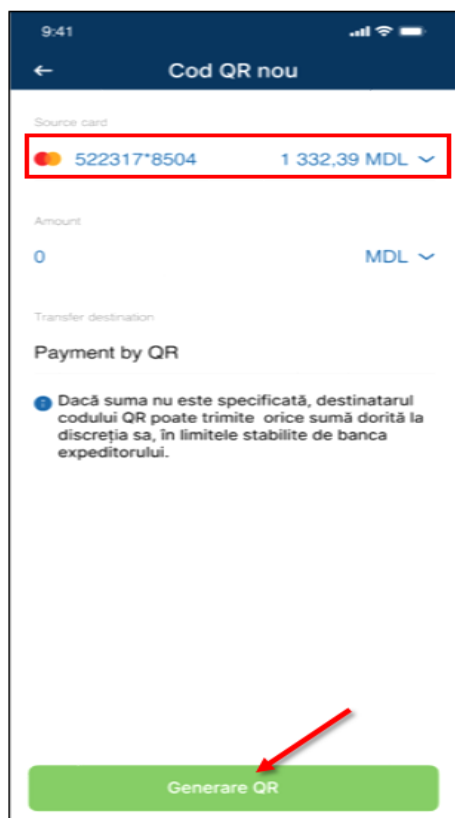 9:41
Cod QR nou
Source card
522317*8504 1 332,39 MDL
Amount
0 MDL
Transfer destination
Payment by QR
Dacă suma nu este specificată, destinatarul
codului QR poate trimite orice sumă dorită la
discreția sa, în limitele stabilite de banca
expeditorului.
Generare QR